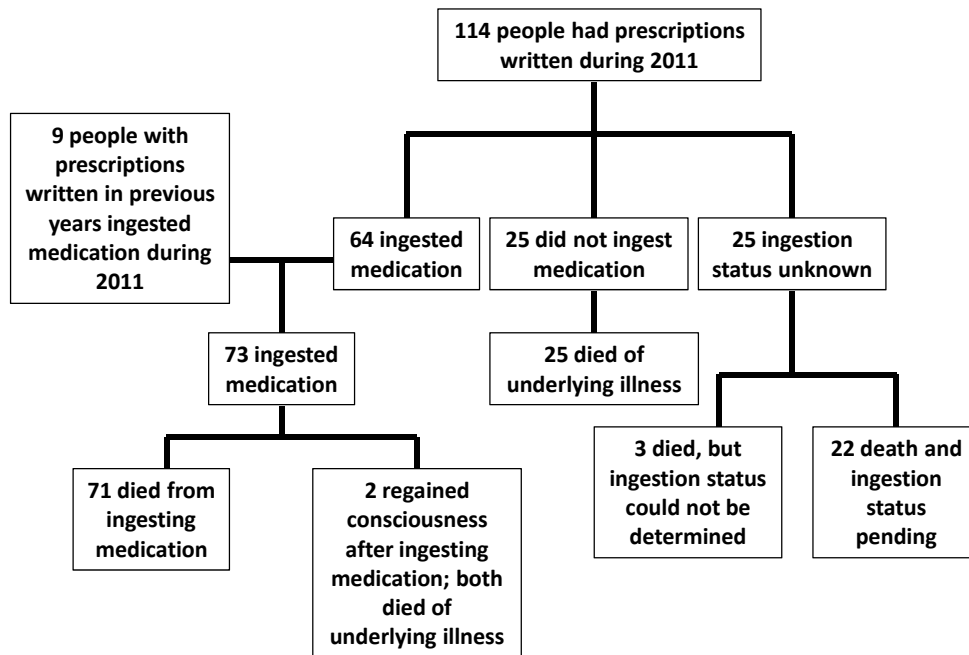 114 people had prescriptions
written during 2011
9 people with
prescriptions
written in previous
years ingested
medication during
2011
64 ingested
medication
25 did not ingest
medication
25 ingestion
status unknown
73 ingested
medication
25 died of
underlying illness
71 died from
ingesting
medication
2 regained
consciousness
after ingesting
medication; both
died of
underlying illness
3 died, but
ingestion status
could not be
determined
22 death and
ingestion
status
pending